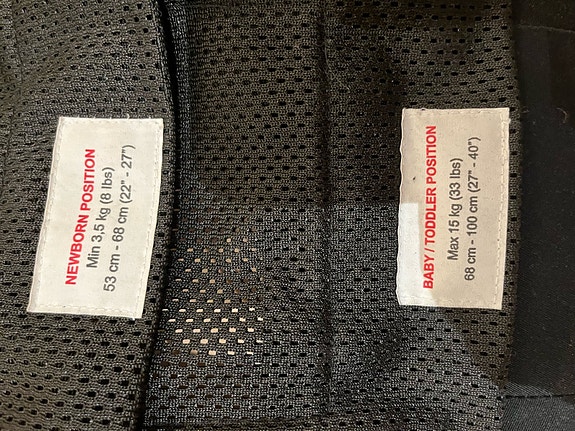 NEWBORN POSITION
Min 3,5 kg (8 lbs)
53 cm - 68 cm (22" - 27")
BABY / TODDLER POSITION
Max 15 kg (33 lbs)
68 cm - 100 cm (27" - 40")